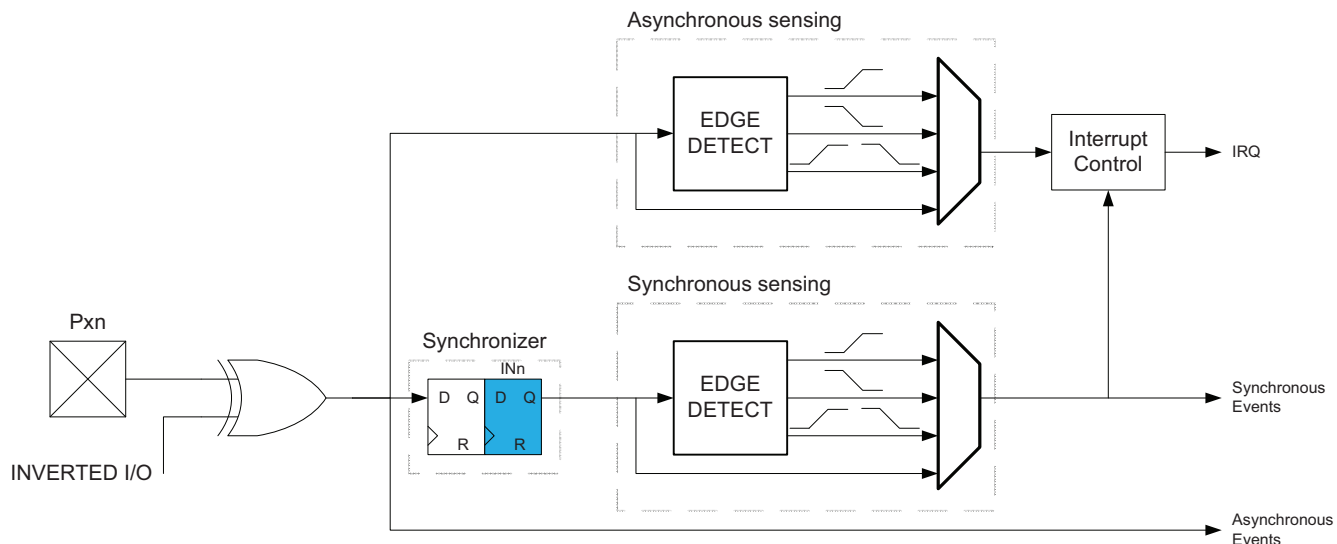 Asynchronous sensing
EDGE
DETECT
Interrupt
Control
IRQ
Synchronous sensing
Pxn
Synchronizer
INn
D Q D Q
R R
EDGE
DETECT
INVERTED I/O
Synchronous
Events
Asynchronous
Events